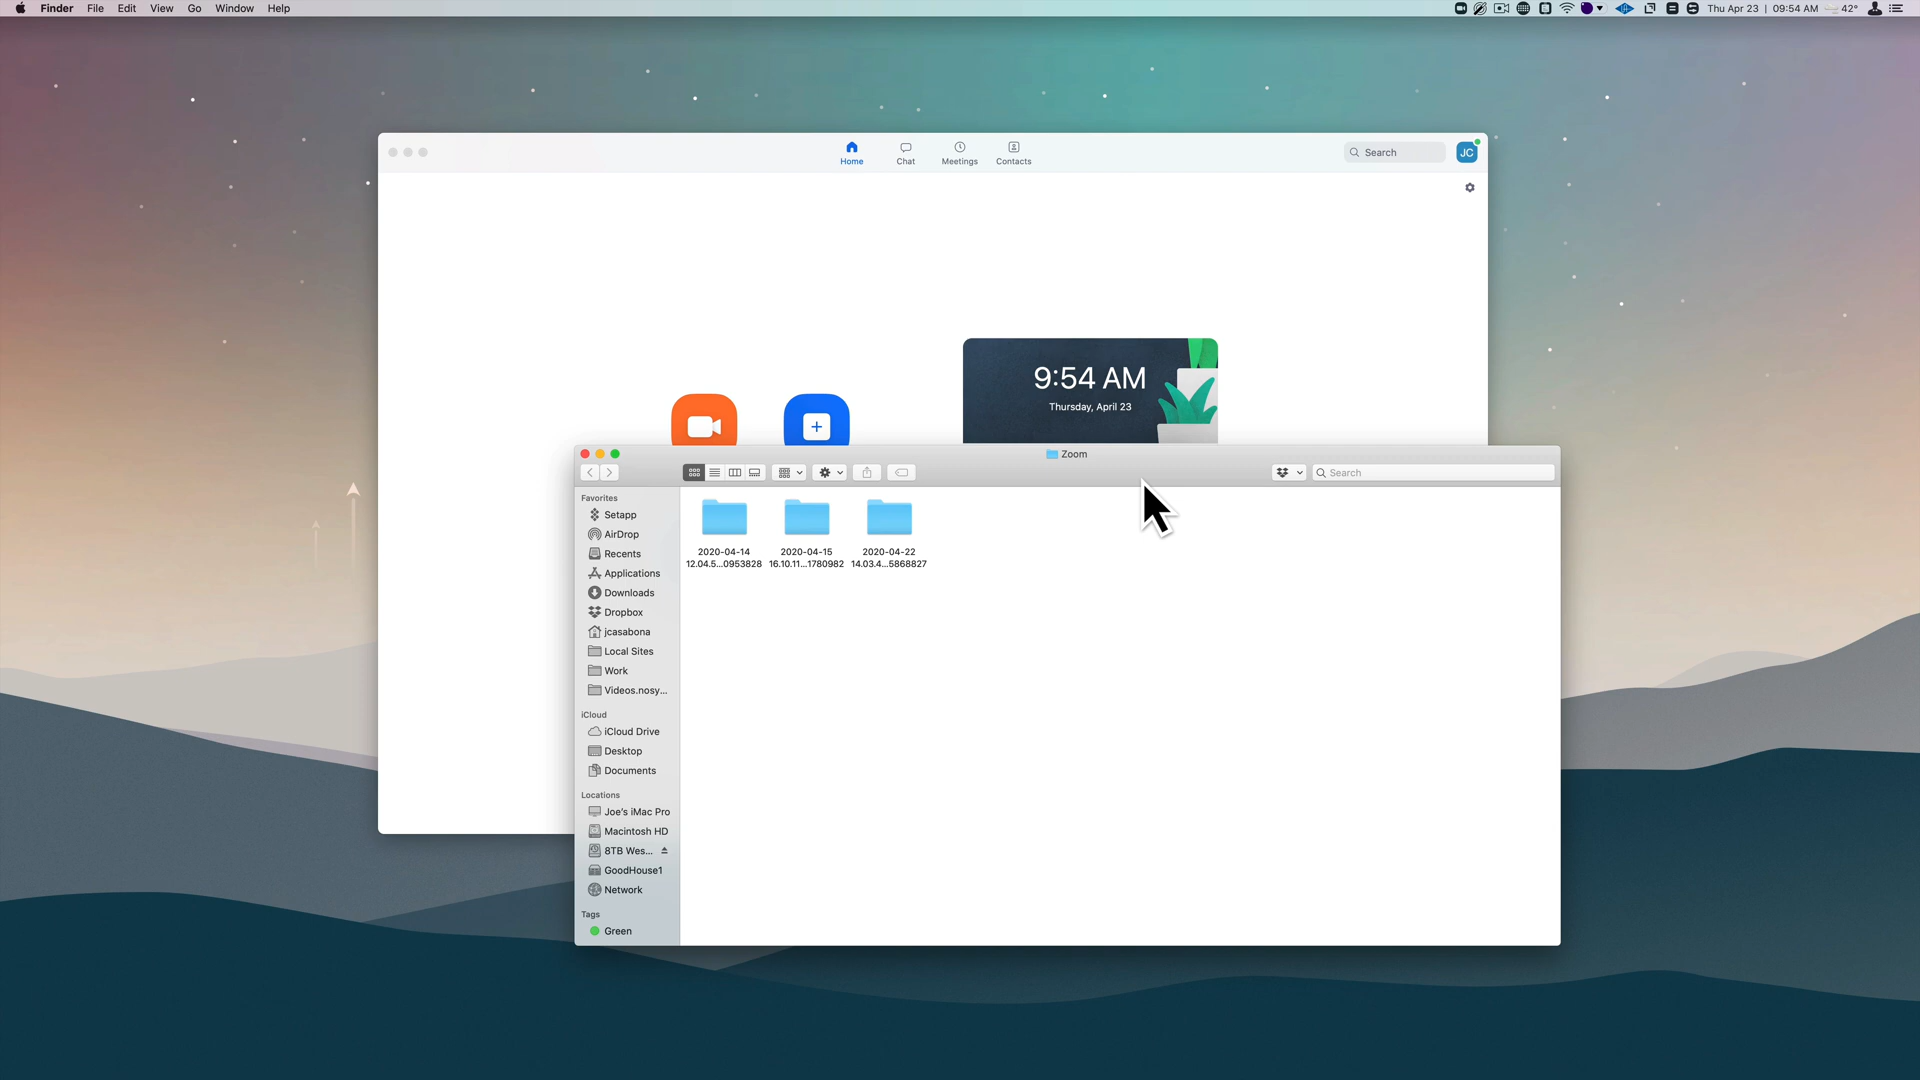 Finder File Edit View Go Window Help
Thu Apr 23 | 09:54 AM 42°
Home Chat Meetings Contacts
Search
JC
9:54 AM
Thursday, April 23
Zoom
Search
Favorites
Setapp
AirDrop
Recents
Applications
Downloads
Dropbox
jcasabona
Local Sites
Work
Videos.nosy...
iCloud
iCloud Drive
Desktop
Documents
Locations
Joe's iMac Pro
Macintosh HD
8TB Wes...
GoodHouse1
Network
Tags
Green
2020-04-14
12.04.5...0953828
2020-04-15
16.10.11...1780982
2020-04-22
14.03.4...5868827